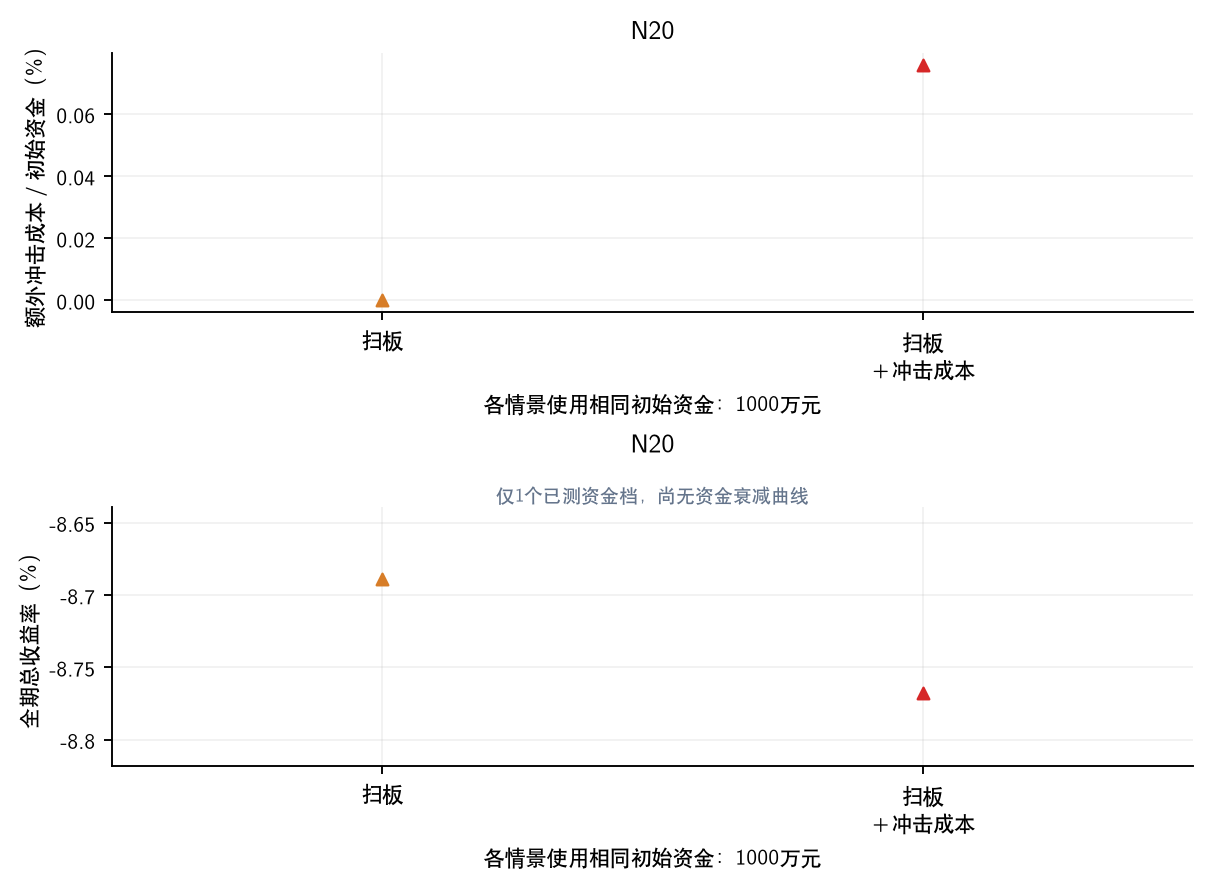 N20
额外冲击成本 / 初始资金（%）
0.06
0.04
0.02
0.00
扫板
扫板
＋冲击成本
各情景使用相同初始资金：1000万元
N20
仅1个已测资金档，尚无资金衰减曲线
全期总收益率（%）
-8.65
-8.7
-8.75
-8.8
扫板
扫板
＋冲击成本
各情景使用相同初始资金：1000万元